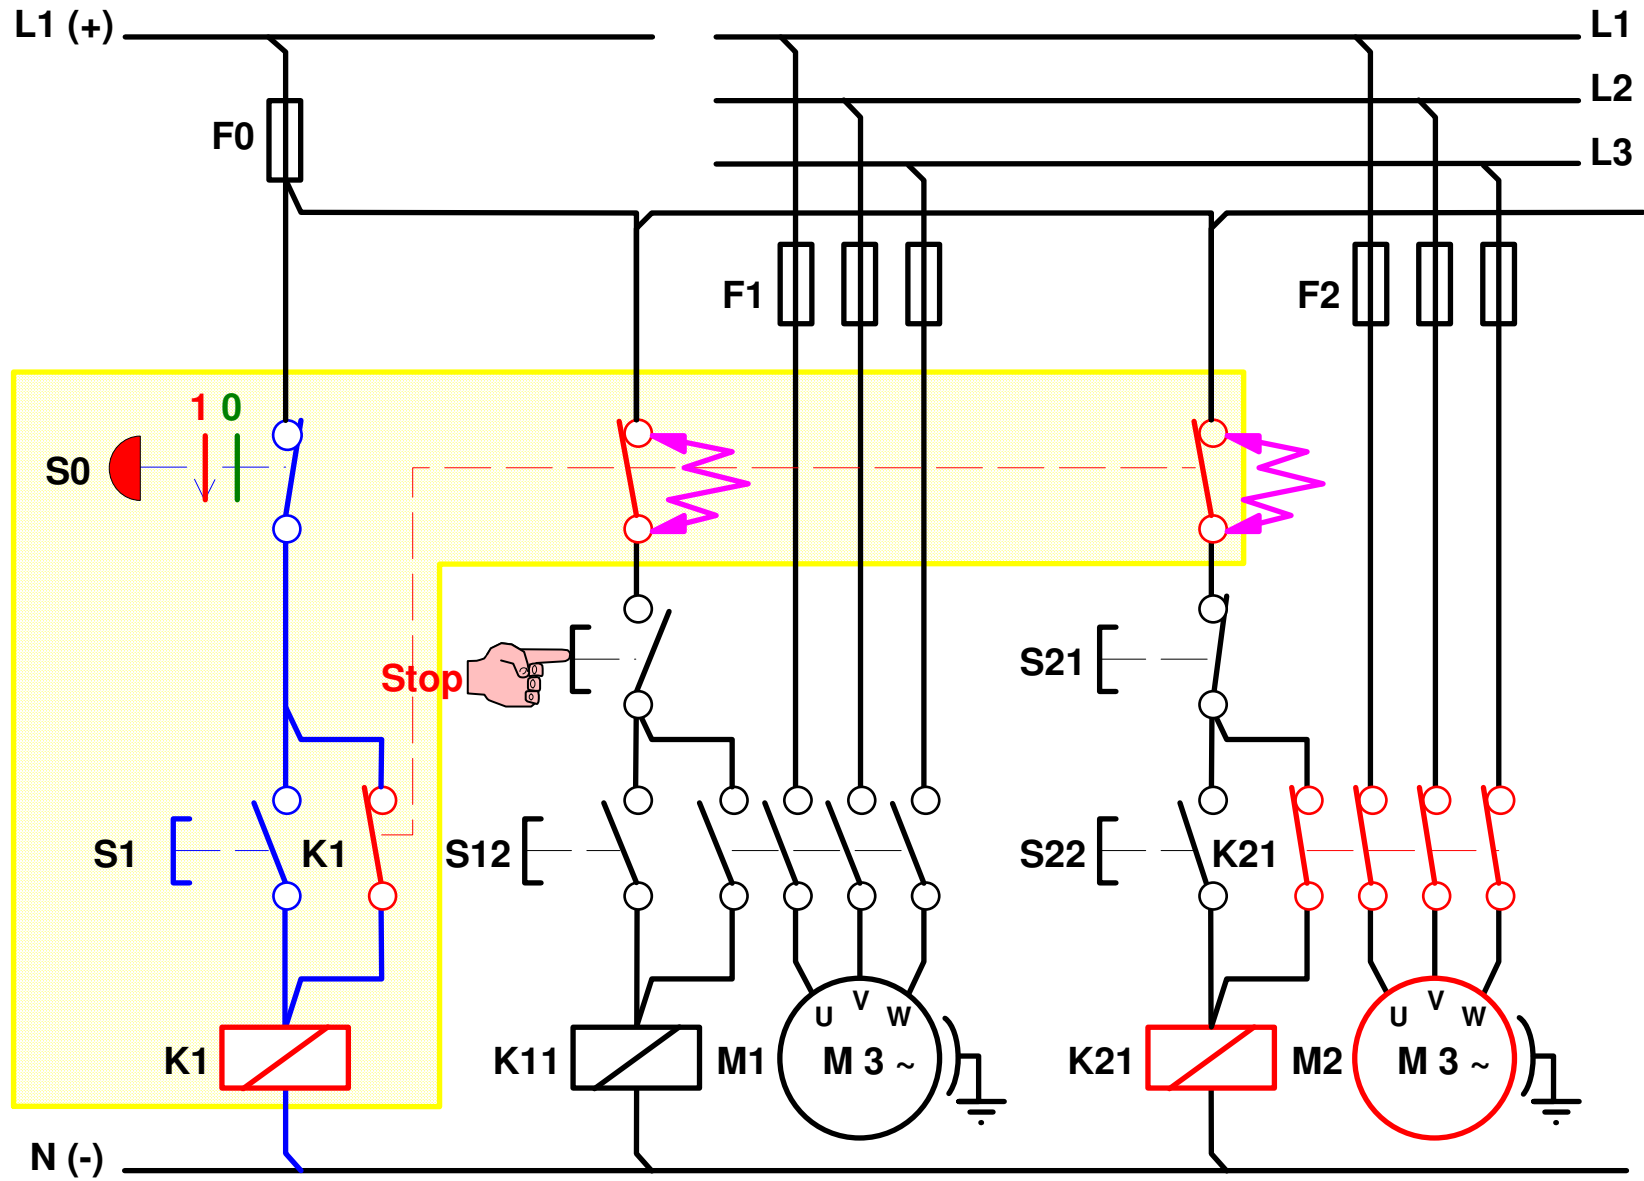 L1 (+)
L1
L2
F0
L3
F1
F2
1 0
S0
Stop
S21
S1
K1
S12
S22
K21
U V W
U V W
K1
K11
M1
M 3 ~
K21
M2
M 3 ~
N (-)